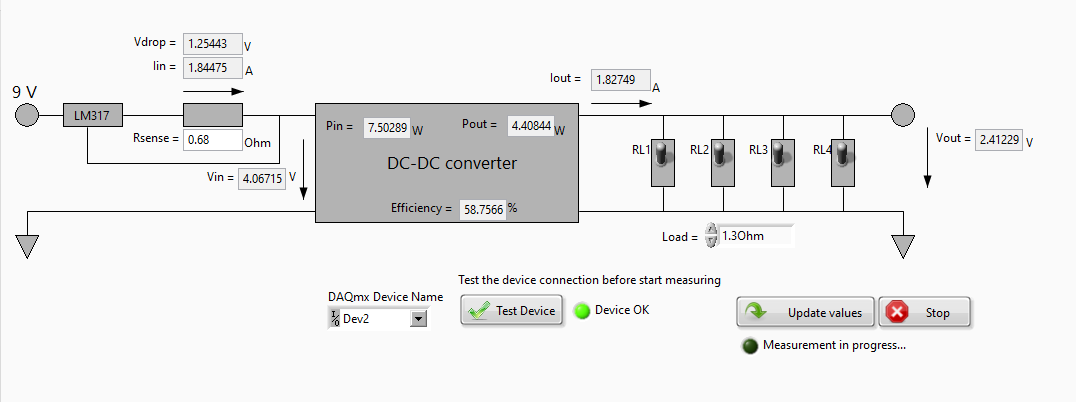 Vdrop = 1.25443 V
Iin = 1.84475 A
Iout = 1.82749 A
9 V
LM317
Rsense = 0.68 Ohm
Pin = 7.50289 W
Pout = 4.40844 W
DC-DC converter
Vin = 4.06715 V
Efficiency = 58.7566 %
RL1 RL2 RL3 RL4
Vout = 2.41229 V
Load = 1.3Ohm
Test the device connection before start measuring
DAQmx Device Name
I/0 Dev2
Test Device
Device OK
Update values
Stop
Measurement in progress...